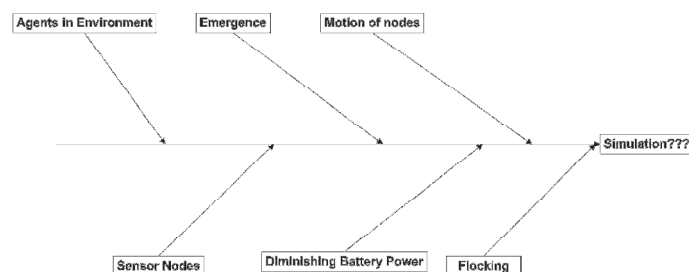 Agents in Environment
Emergence
Motion of nodes
Simulation???
Sensor Nodes
Diminishing Battery Power
Flocking